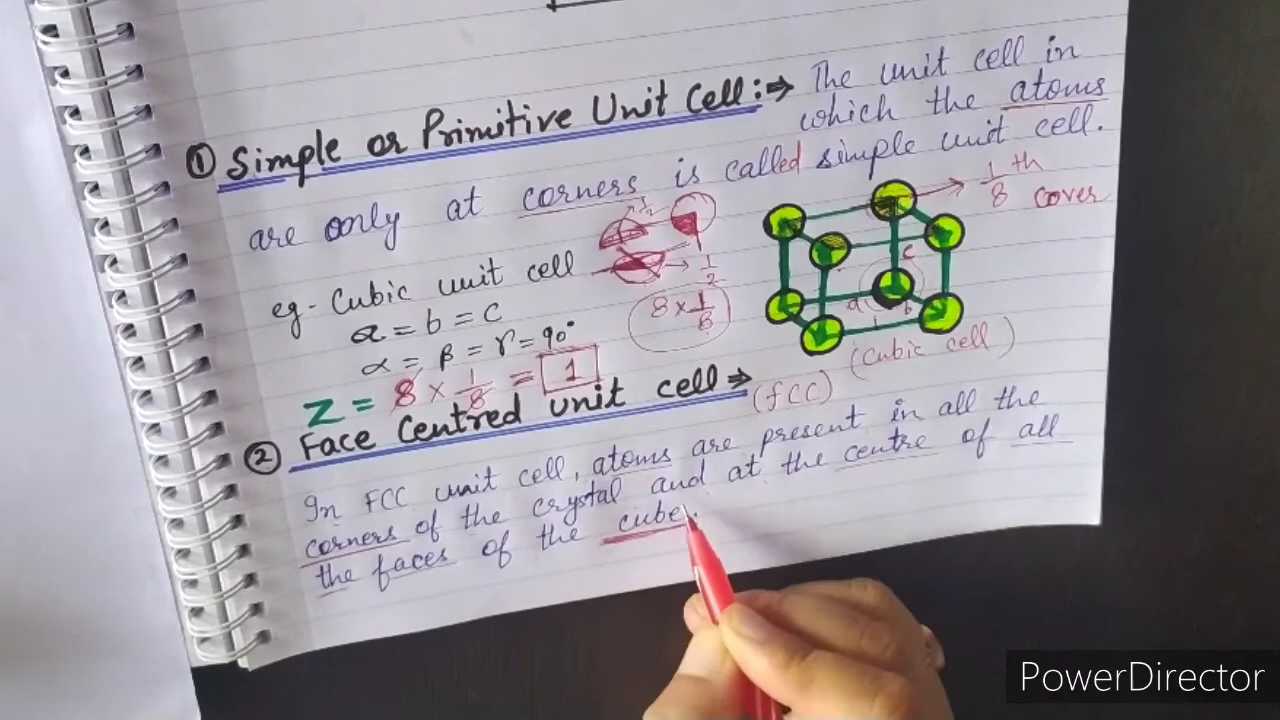 ① Simple or Primitive Unit Cell:⇒ The unit cell in
which the atoms
are only at corners is called simple unit cell.
1/8 th
cover
1/2
eg- Cubic unit cell
1/2
a = b = c
8 × 1/8
α = β = γ = 90°
c
a
b
(Cubic cell)
Z = 8 × 1/8 = 1
② Face Centred unit cell ⇒ (fcc)
In FCC unit cell, atoms are present in all the
corners of the crystal and at the centre of all
the faces of the cube.
PowerDirector